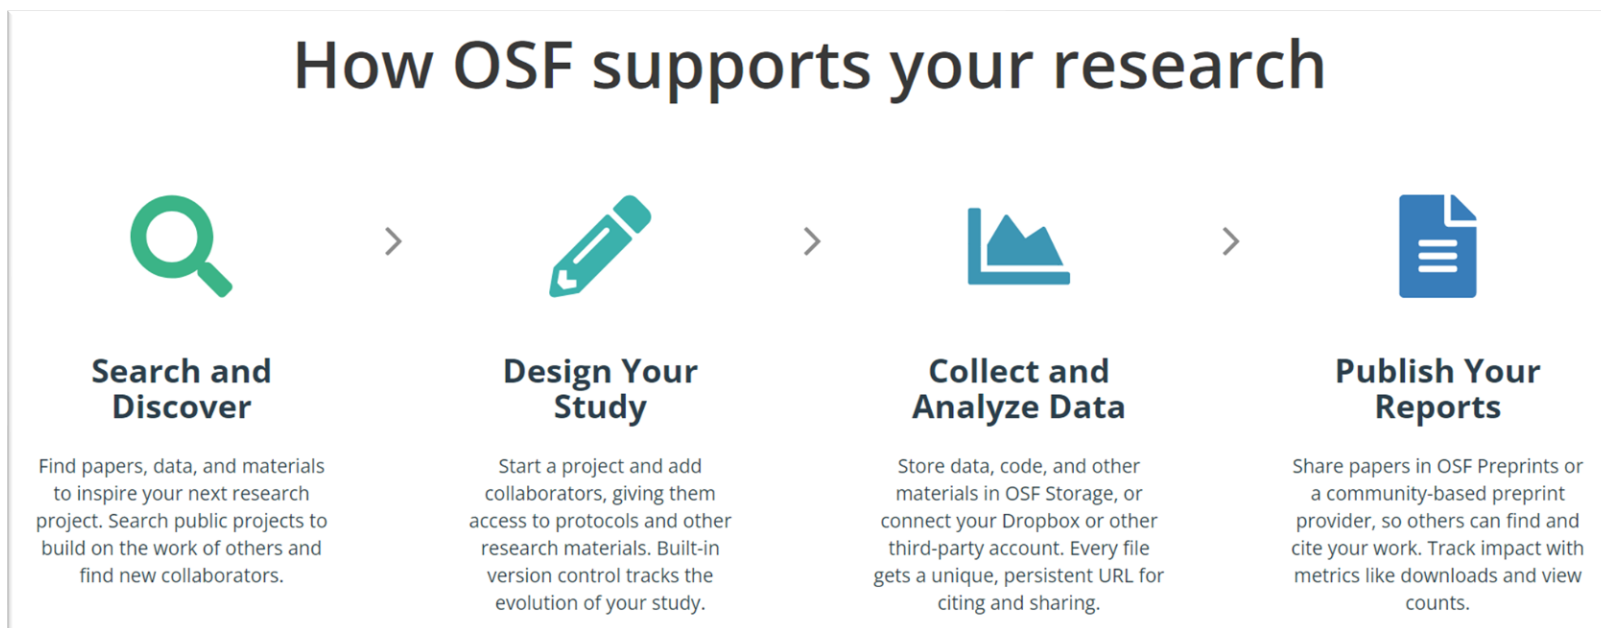 How OSF supports your research
Search and
Discover
Find papers, data, and materials
to inspire your next research
project. Search public projects to
build on the work of others and
find new collaborators.
Design Your
Study
Start a project and add
collaborators, giving them
access to protocols and other
research materials. Built-in
version control tracks the
evolution of your study.
Collect and
Analyze Data
Store data, code, and other
materials in OSF Storage, or
connect your Dropbox or other
third-party account. Every file
gets a unique, persistent URL for
citing and sharing.
Publish Your
Reports
Share papers in OSF Preprints or
a community-based preprint
provider, so others can find and
cite your work. Track impact with
metrics like downloads and view
counts.